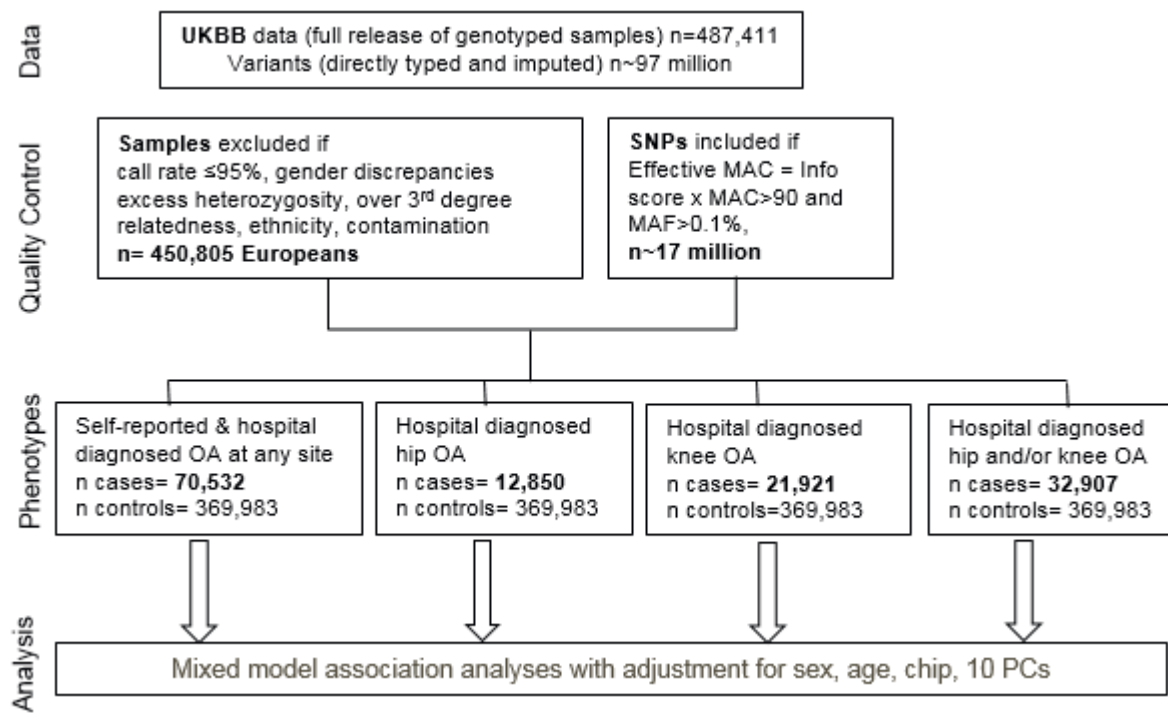 Data
UKBB data (full release of genotyped samples) n=487,411
Variants (directly typed and imputed) n~97 million
Quality Control
Samples excluded if
call rate ≤95%, gender discrepancies
excess heterozygosity, over 3rd degree
relatedness, ethnicity, contamination
n= 450,805 Europeans
SNPs included if
Effective MAC = Info
score x MAC>90 and
MAF>0.1%,
n~17 million
Phenotypes
Self-reported & hospital
diagnosed OA at any site
n cases= 70,532
n controls= 369,983
Hospital diagnosed
hip OA
n cases= 12,850
n controls= 369,983
Hospital diagnosed
knee OA
n cases= 21,921
n controls=369,983
Hospital diagnosed
hip and/or knee OA
n cases= 32,907
n controls= 369,983
Analysis
Mixed model association analyses with adjustment for sex, age, chip, 10 PCs